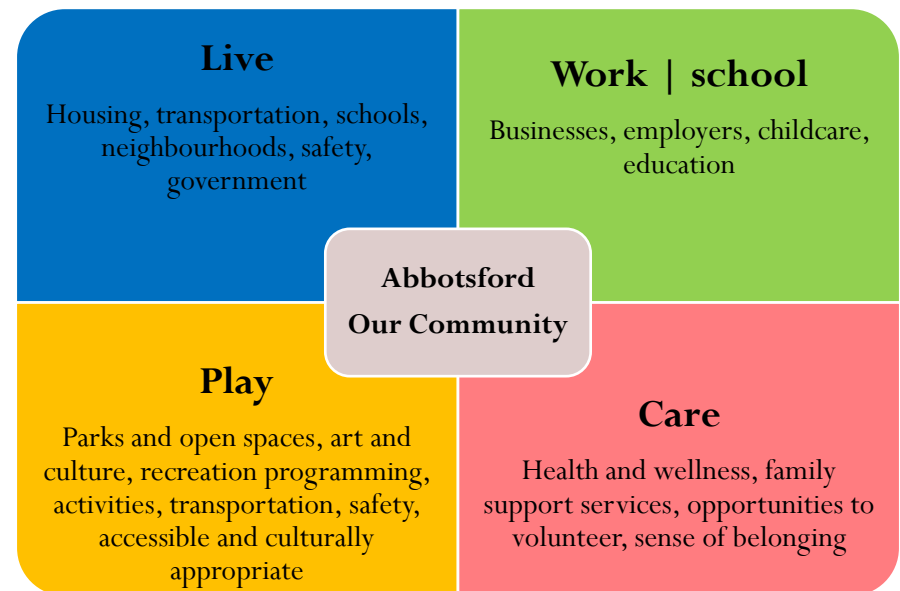 Live
Housing, transportation, schools,
neighbourhoods, safety,
government
Work | school
Businesses, employers, childcare,
education
Abbotsford
Our Community
Play
Parks and open spaces, art and
culture, recreation programming,
activities, transportation, safety,
accessible and culturally
appropriate
Care
Health and wellness, family
support services, opportunities to
volunteer, sense of belonging